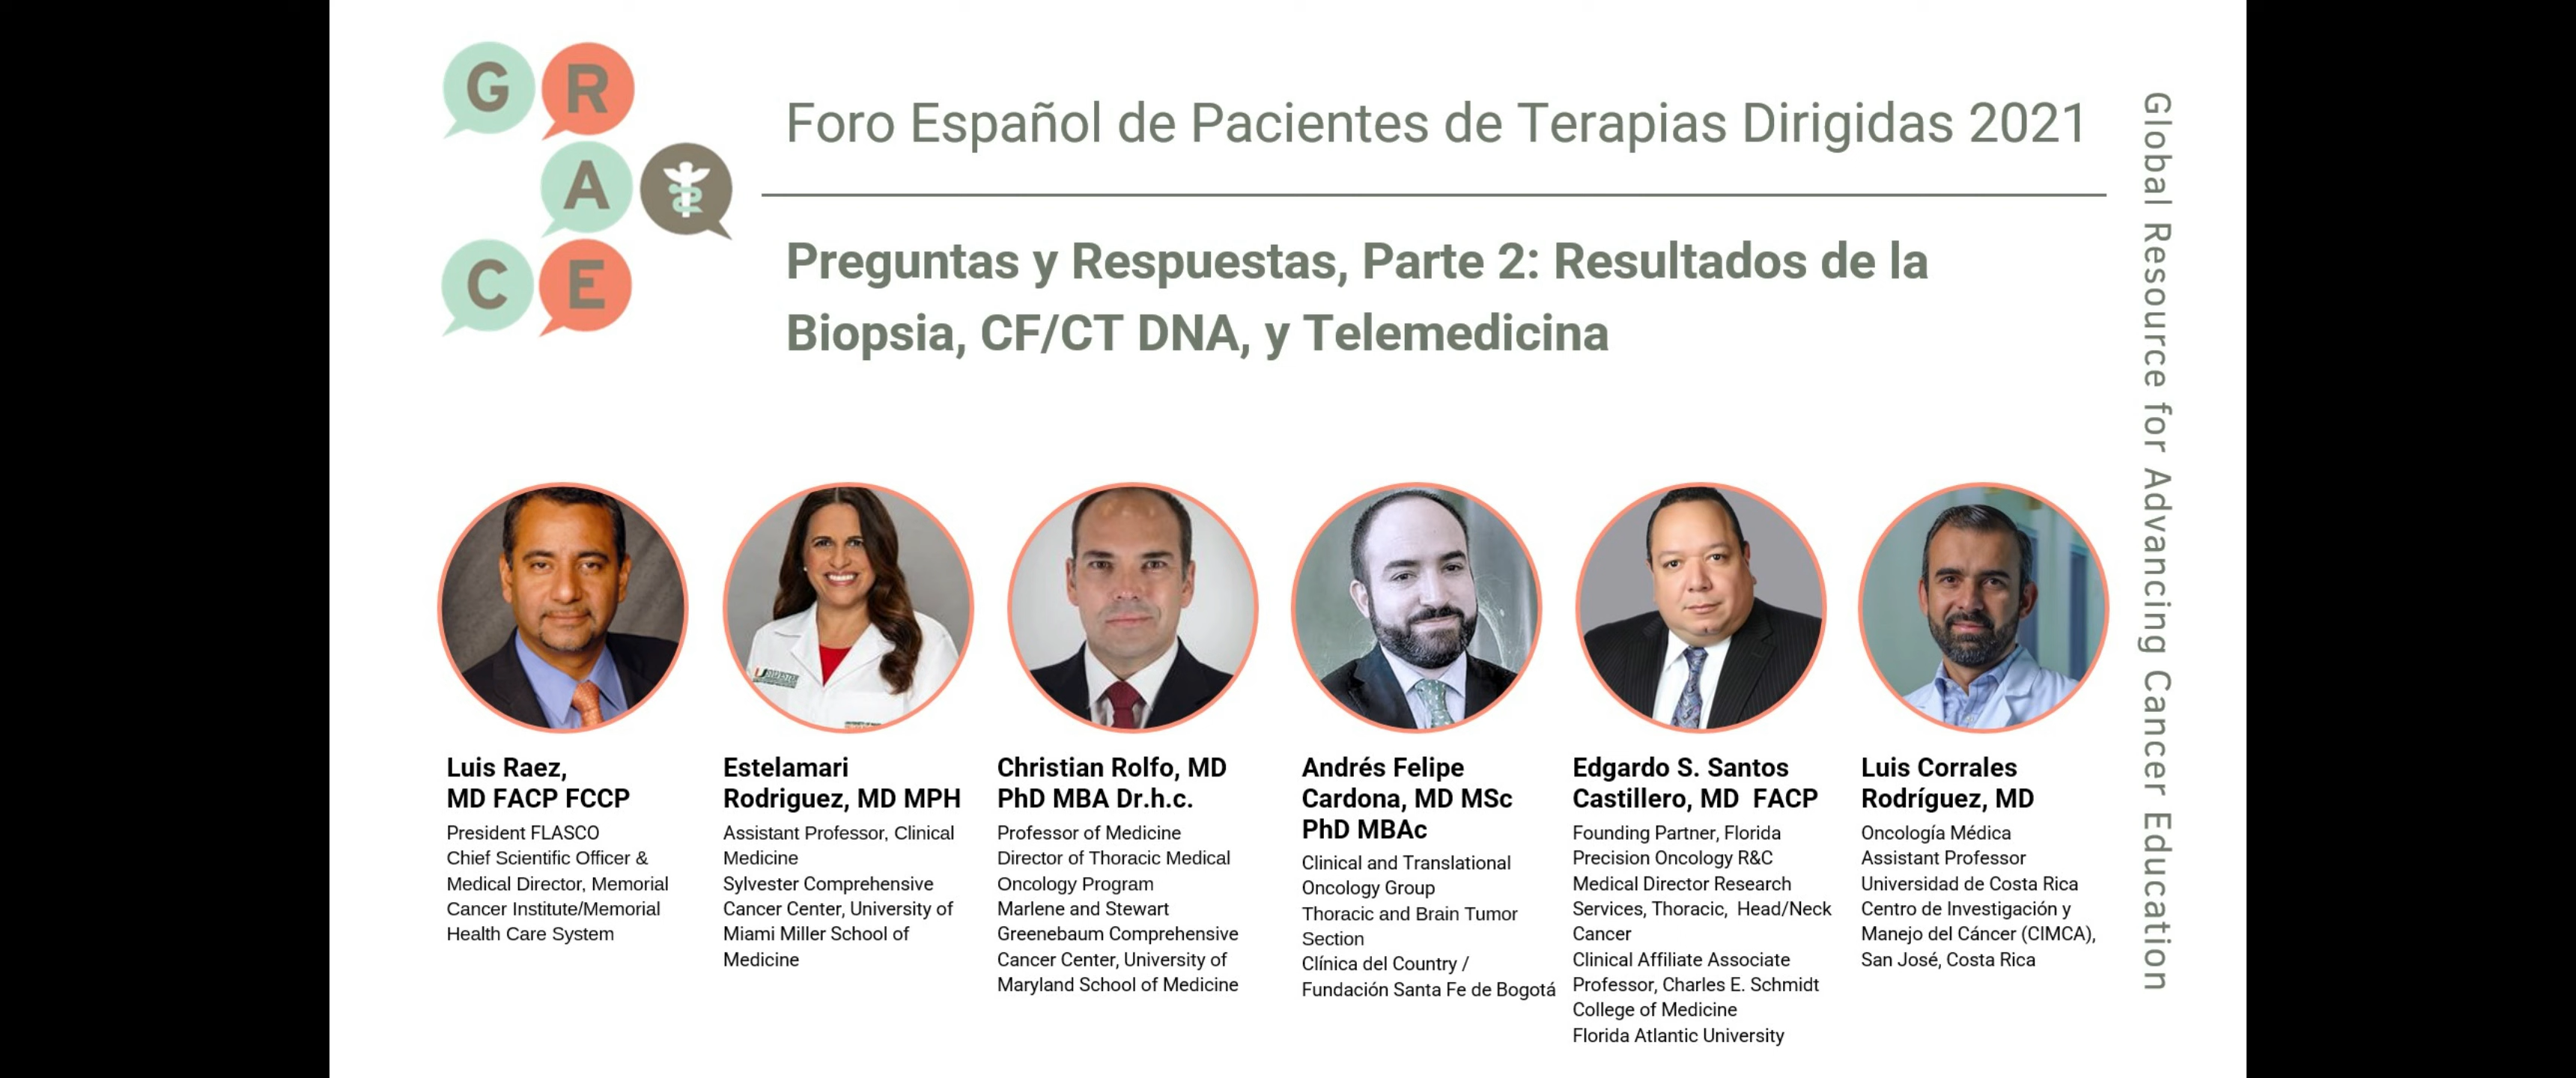 G R
A
C E
Foro Español de Pacientes de Terapias Dirigidas 2021
Preguntas y Respuestas, Parte 2: Resultados de la
Biopsia, CF/CT DNA, y Telemedicina
Global Resource for Advancing Cancer Education
Luis Raez,
MD FACP FCCP
President FLASCO
Chief Scientific Officer &
Medical Director, Memorial
Cancer Institute/Memorial
Health Care System
Estelamari
Rodriguez, MD MPH
Assistant Professor, Clinical
Medicine
Sylvester Comprehensive
Cancer Center, University of
Miami Miller School of
Medicine
Christian Rolfo, MD
PhD MBA Dr.h.c.
Professor of Medicine
Director of Thoracic Medical
Oncology Program
Marlene and Stewart
Greenebaum Comprehensive
Cancer Center, University of
Maryland School of Medicine
Andrés Felipe
Cardona, MD MSc
PhD MBAc
Clinical and Translational
Oncology Group
Thoracic and Brain Tumor
Section
Clínica del Country /
Fundación Santa Fe de Bogotá
Edgardo S. Santos
Castillero, MD  FACP
Founding Partner, Florida
Precision Oncology R&C
Medical Director Research
Services, Thoracic,  Head/Neck
Cancer
Clinical Affiliate Associate
Professor, Charles E. Schmidt
College of Medicine
Florida Atlantic University
Luis Corrales
Rodríguez, MD
Oncología Médica
Assistant Professor
Universidad de Costa Rica
Centro de Investigación y
Manejo del Cáncer (CIMCA),
San José, Costa Rica